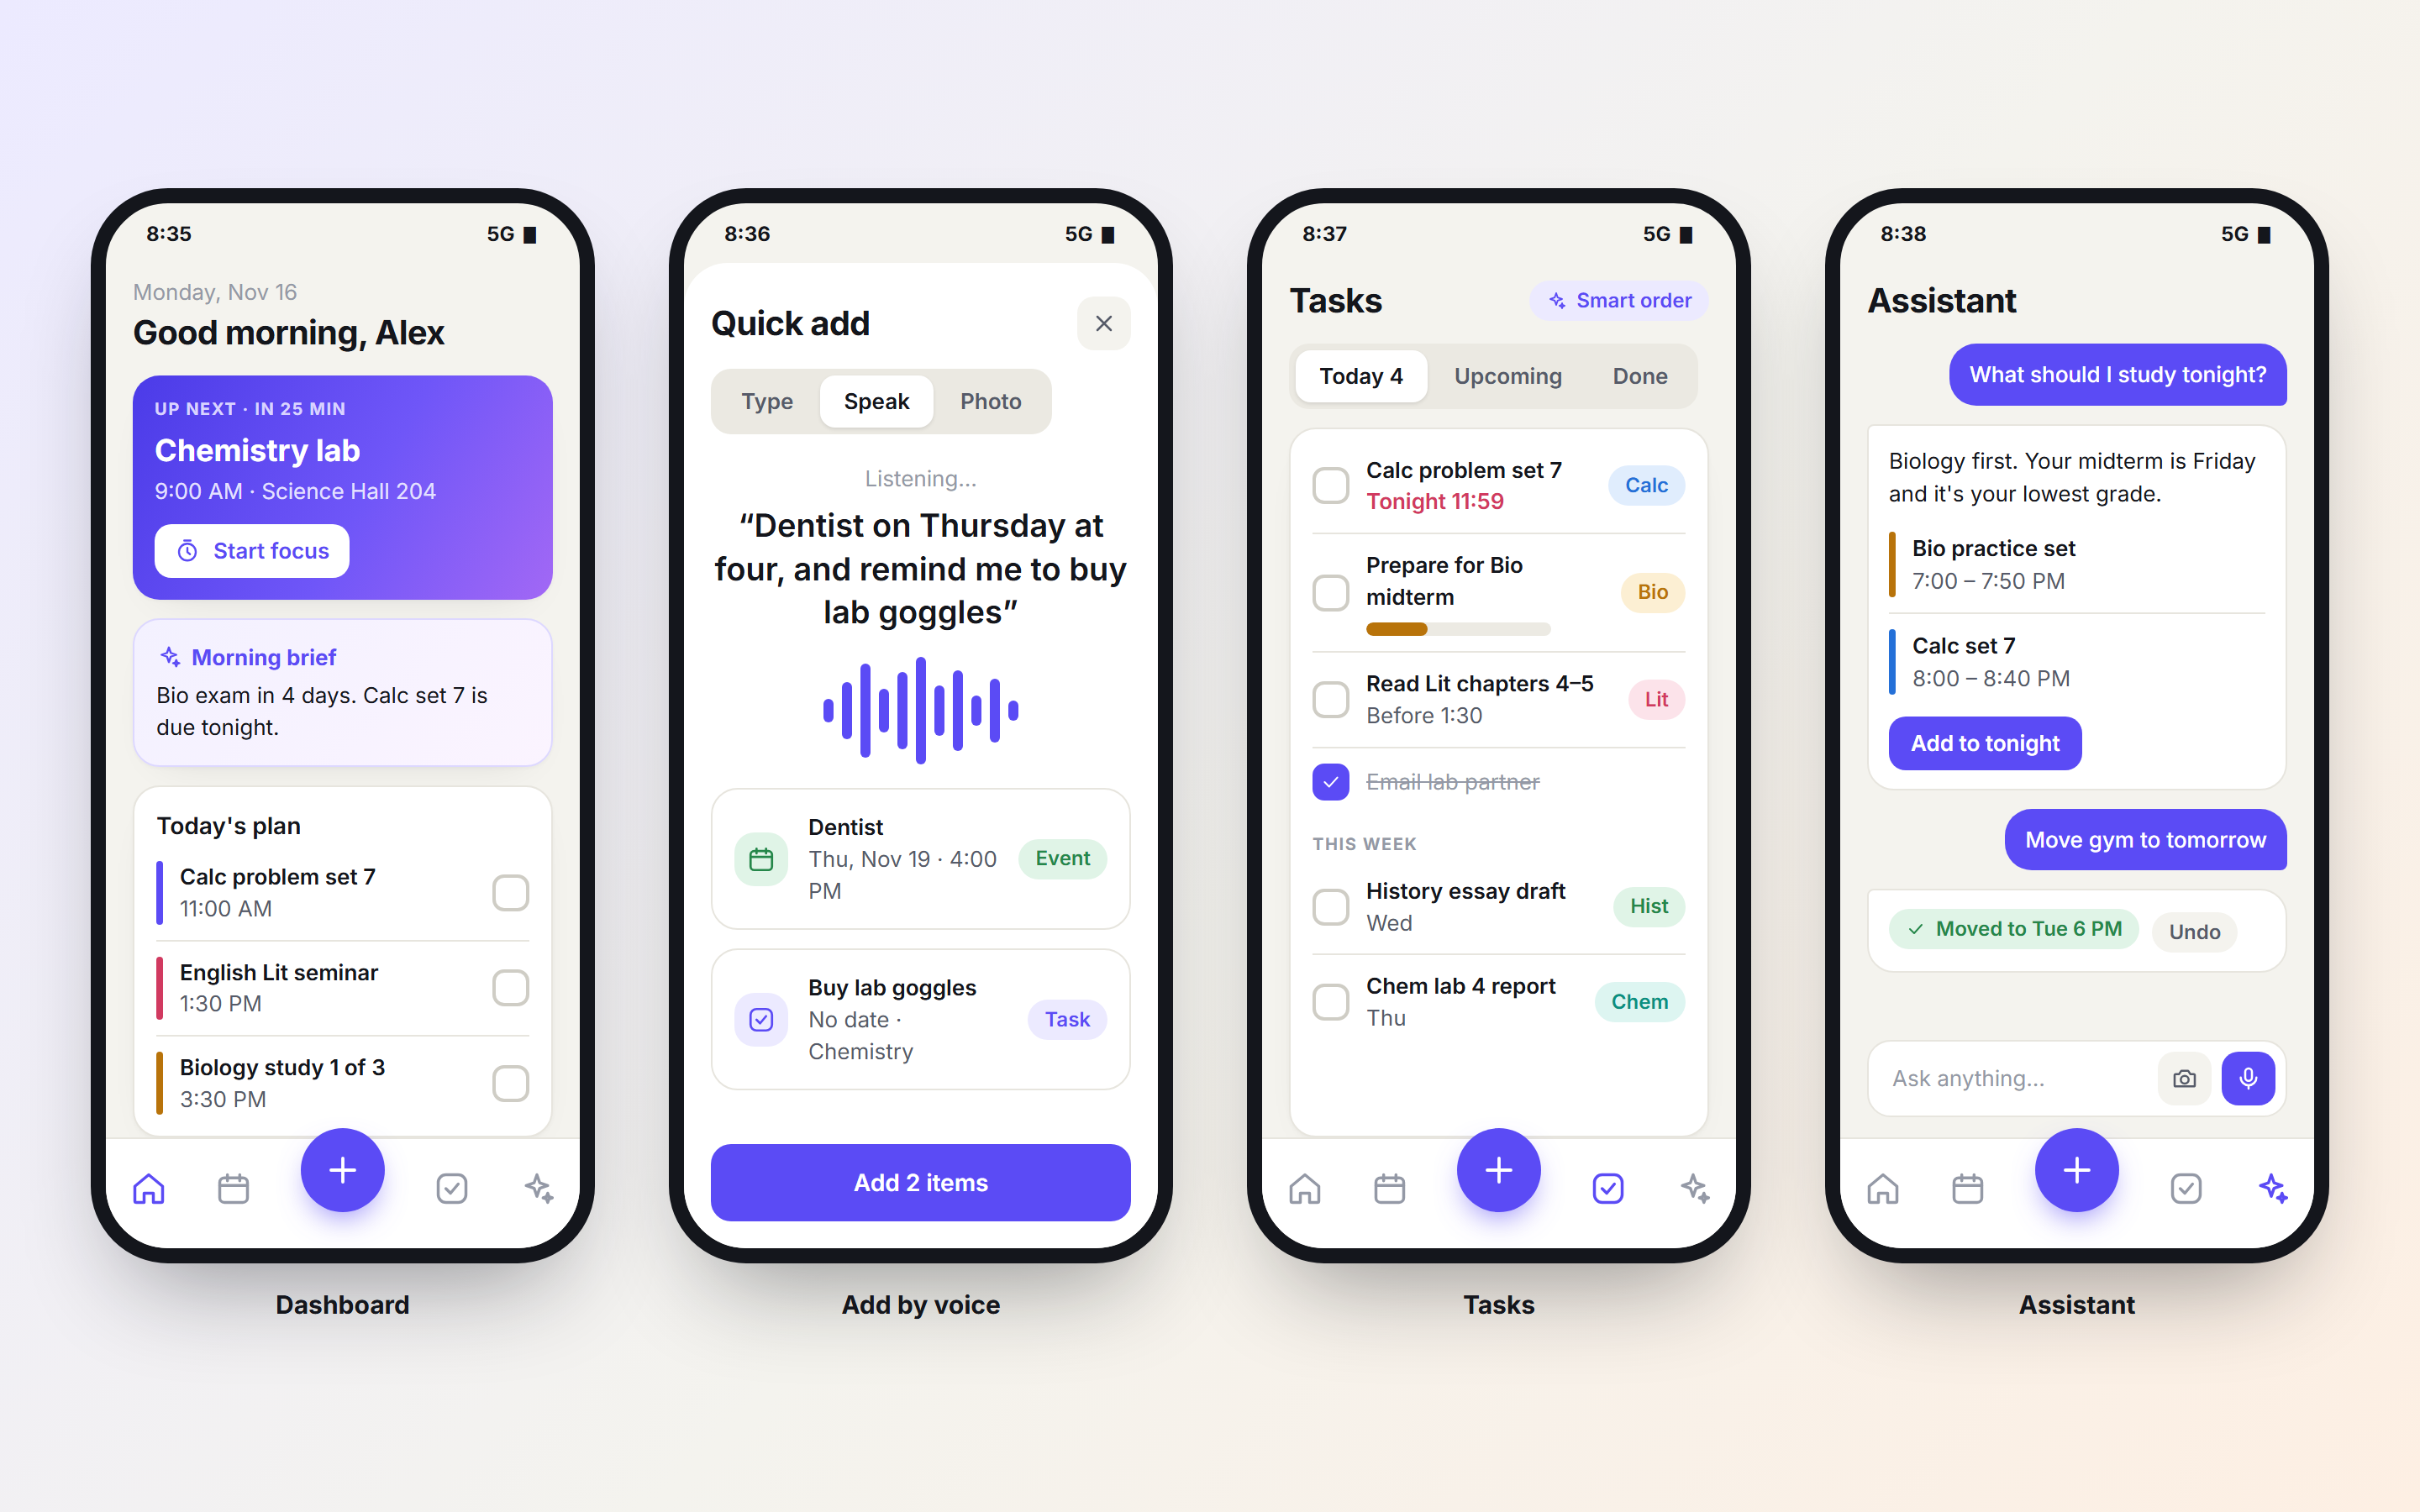 8:35
5G
Monday, Nov 16
Good morning, Alex
UP NEXT · IN 25 MIN
Chemistry lab
9:00 AM · Science Hall 204
Start focus
Morning brief
Bio exam in 4 days. Calc set 7 is
due tonight.
Today's plan
Calc problem set 7
11:00 AM
English Lit seminar
1:30 PM
Biology study 1 of 3
3:30 PM
Dashboard
8:36
5G
Quick add
Type
Speak
Photo
Listening...
“Dentist on Thursday at
four, and remind me to buy
lab goggles”
Dentist
Thu, Nov 19 · 4:00
PM
Event
Buy lab goggles
No date ·
Chemistry
Task
Add 2 items
Add by voice
8:37
5G
Tasks
Smart order
Today 4
Upcoming
Done
Calc problem set 7
Tonight 11:59
Calc
Prepare for Bio
midterm
Bio
Read Lit chapters 4–5
Before 1:30
Lit
Email lab partner
THIS WEEK
History essay draft
Wed
Hist
Chem lab 4 report
Thu
Chem
Tasks
8:38
5G
Assistant
What should I study tonight?
Biology first. Your midterm is Friday
and it's your lowest grade.
Bio practice set
7:00 – 7:50 PM
Calc set 7
8:00 – 8:40 PM
Add to tonight
Move gym to tomorrow
Moved to Tue 6 PM
Undo
Ask anything...
Assistant